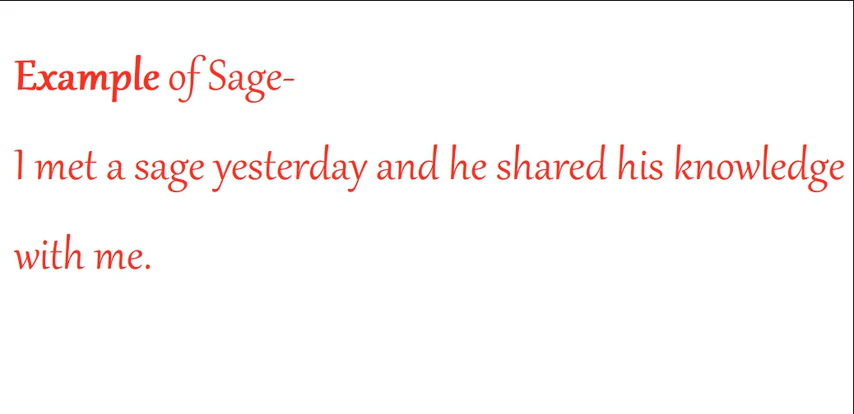 Example of Sage-
I met a sage yesterday and he shared his knowledge
with me.